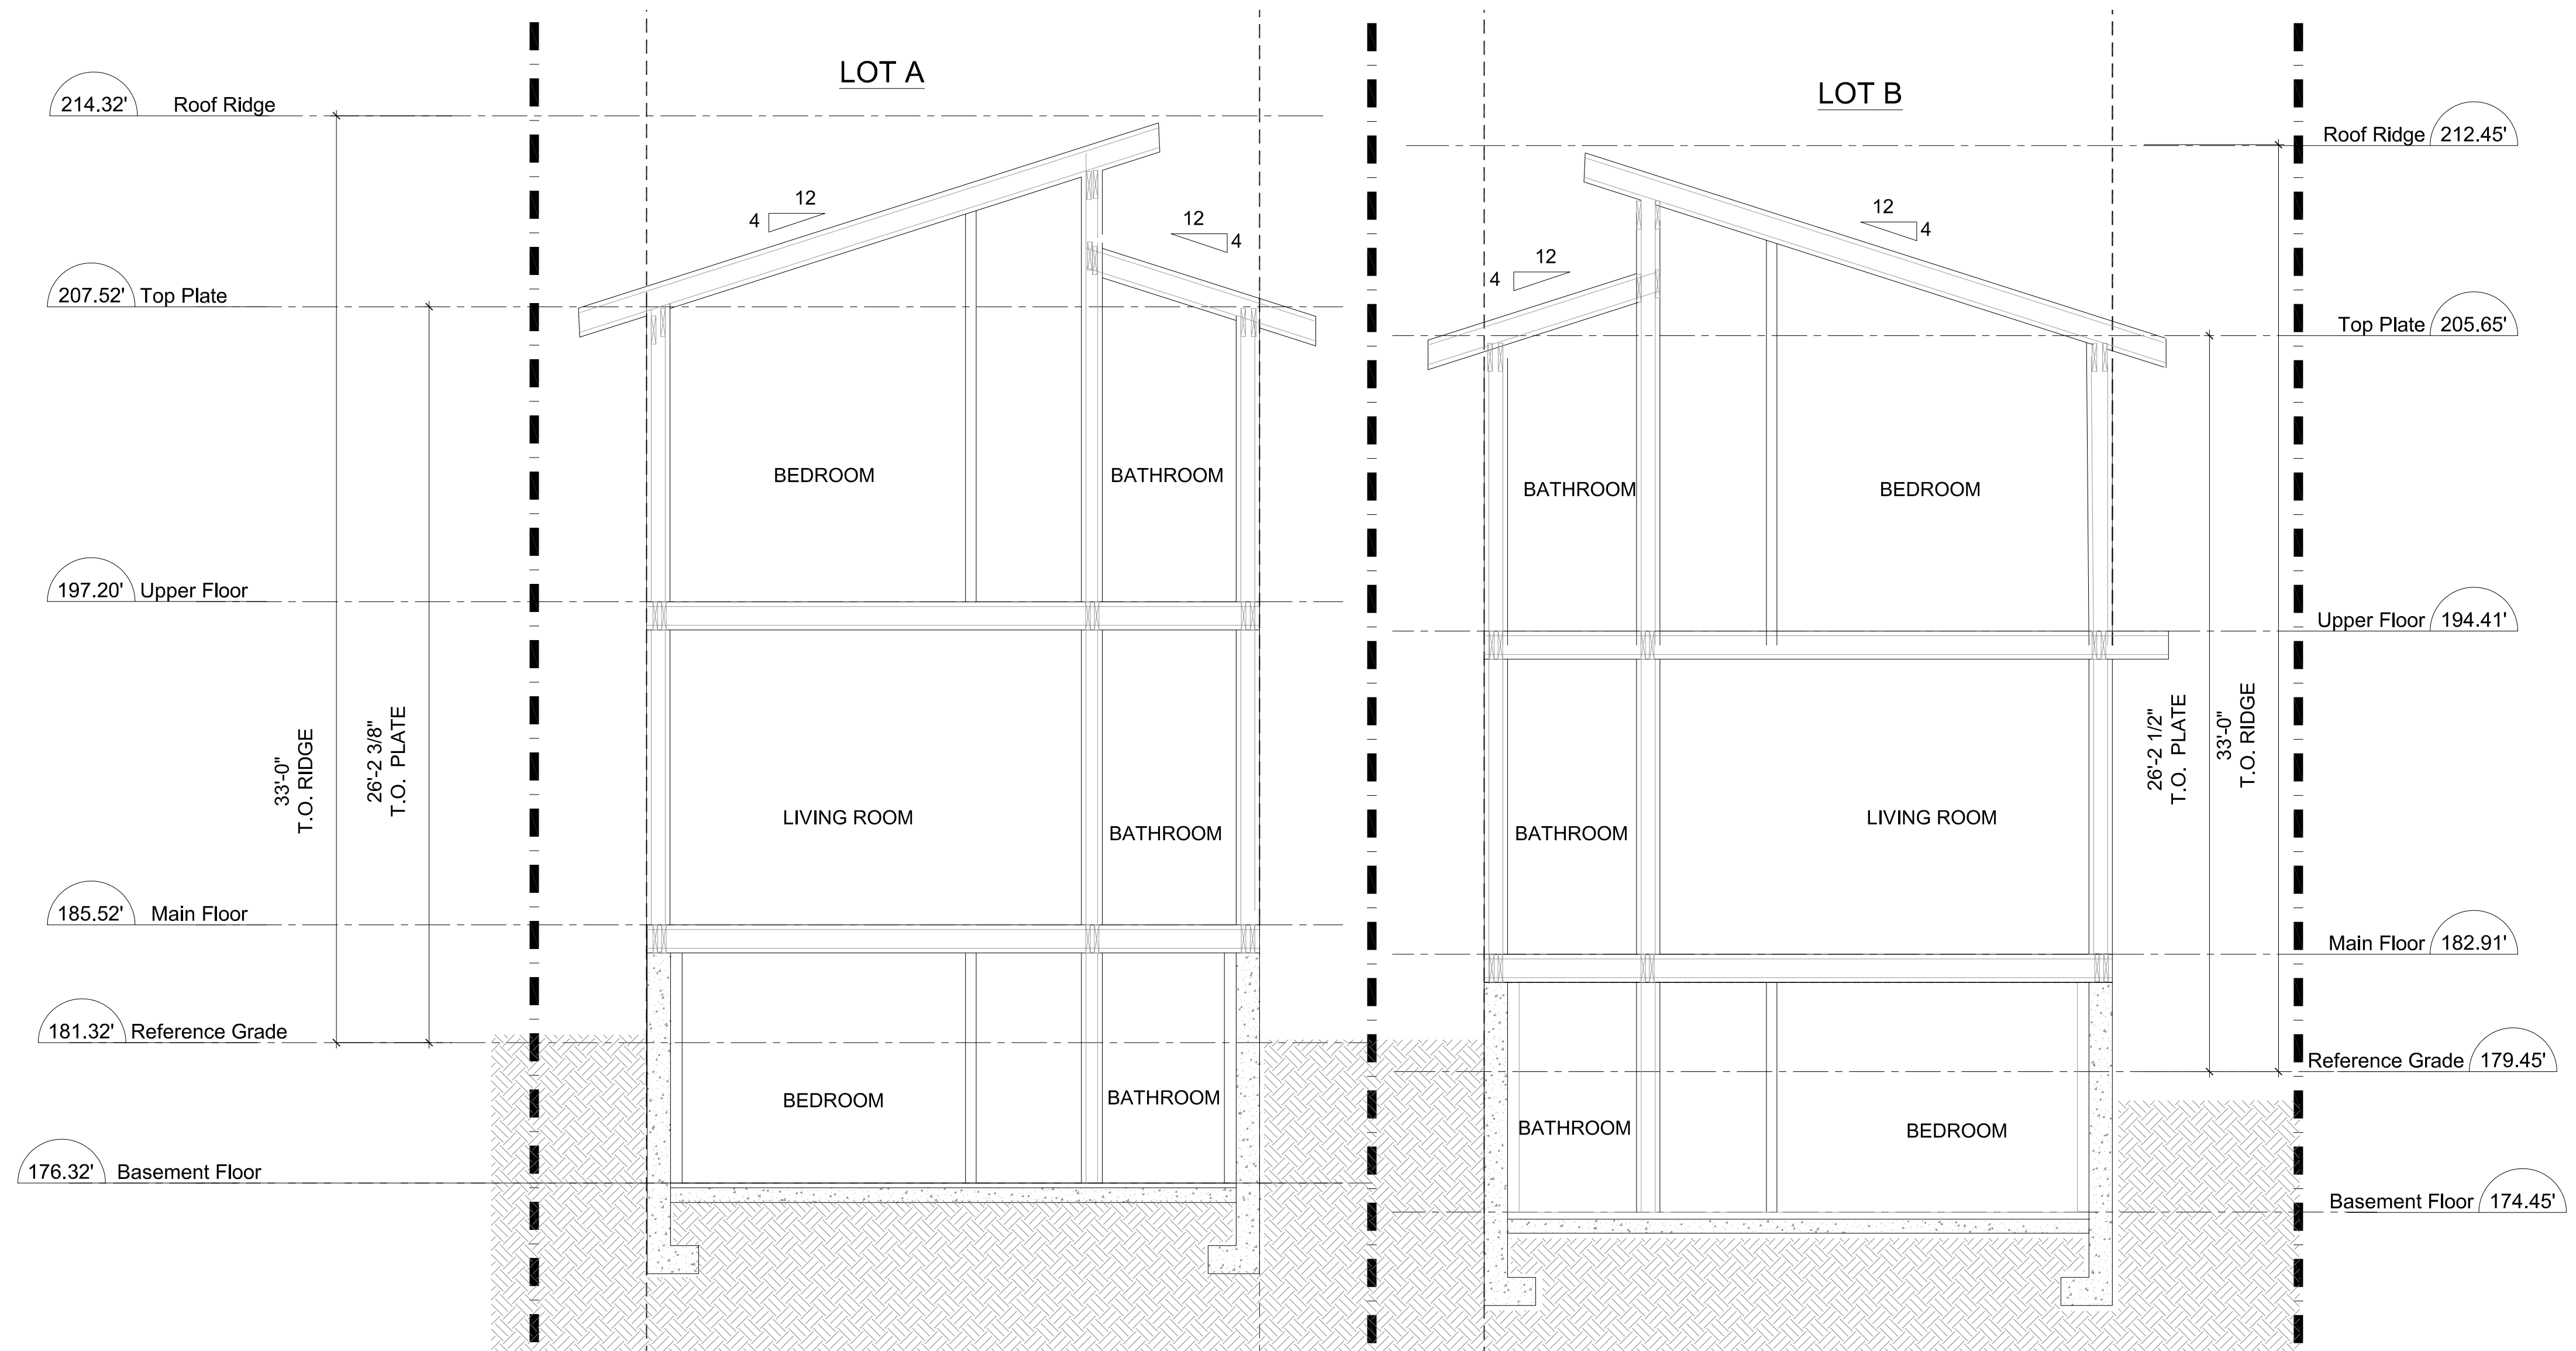 LOT A
LOT B
214.32' Roof Ridge
Roof Ridge 212.45'
12
4
12
4
12
4
12
4
207.52' Top Plate
Top Plate 205.65'
BEDROOM
BATHROOM
BATHROOM
BEDROOM
197.20' Upper Floor
Upper Floor 194.41'
33'-0"
T.O. RIDGE
26'-2 3/8"
T.O. PLATE
26'-2 1/2"
T.O. PLATE
33'-0"
T.O. RIDGE
LIVING ROOM
BATHROOM
BATHROOM
LIVING ROOM
185.52' Main Floor
Main Floor 182.91'
181.32' Reference Grade
Reference Grade 179.45'
BEDROOM
BATHROOM
BATHROOM
BEDROOM
176.32' Basement Floor
Basement Floor 174.45'